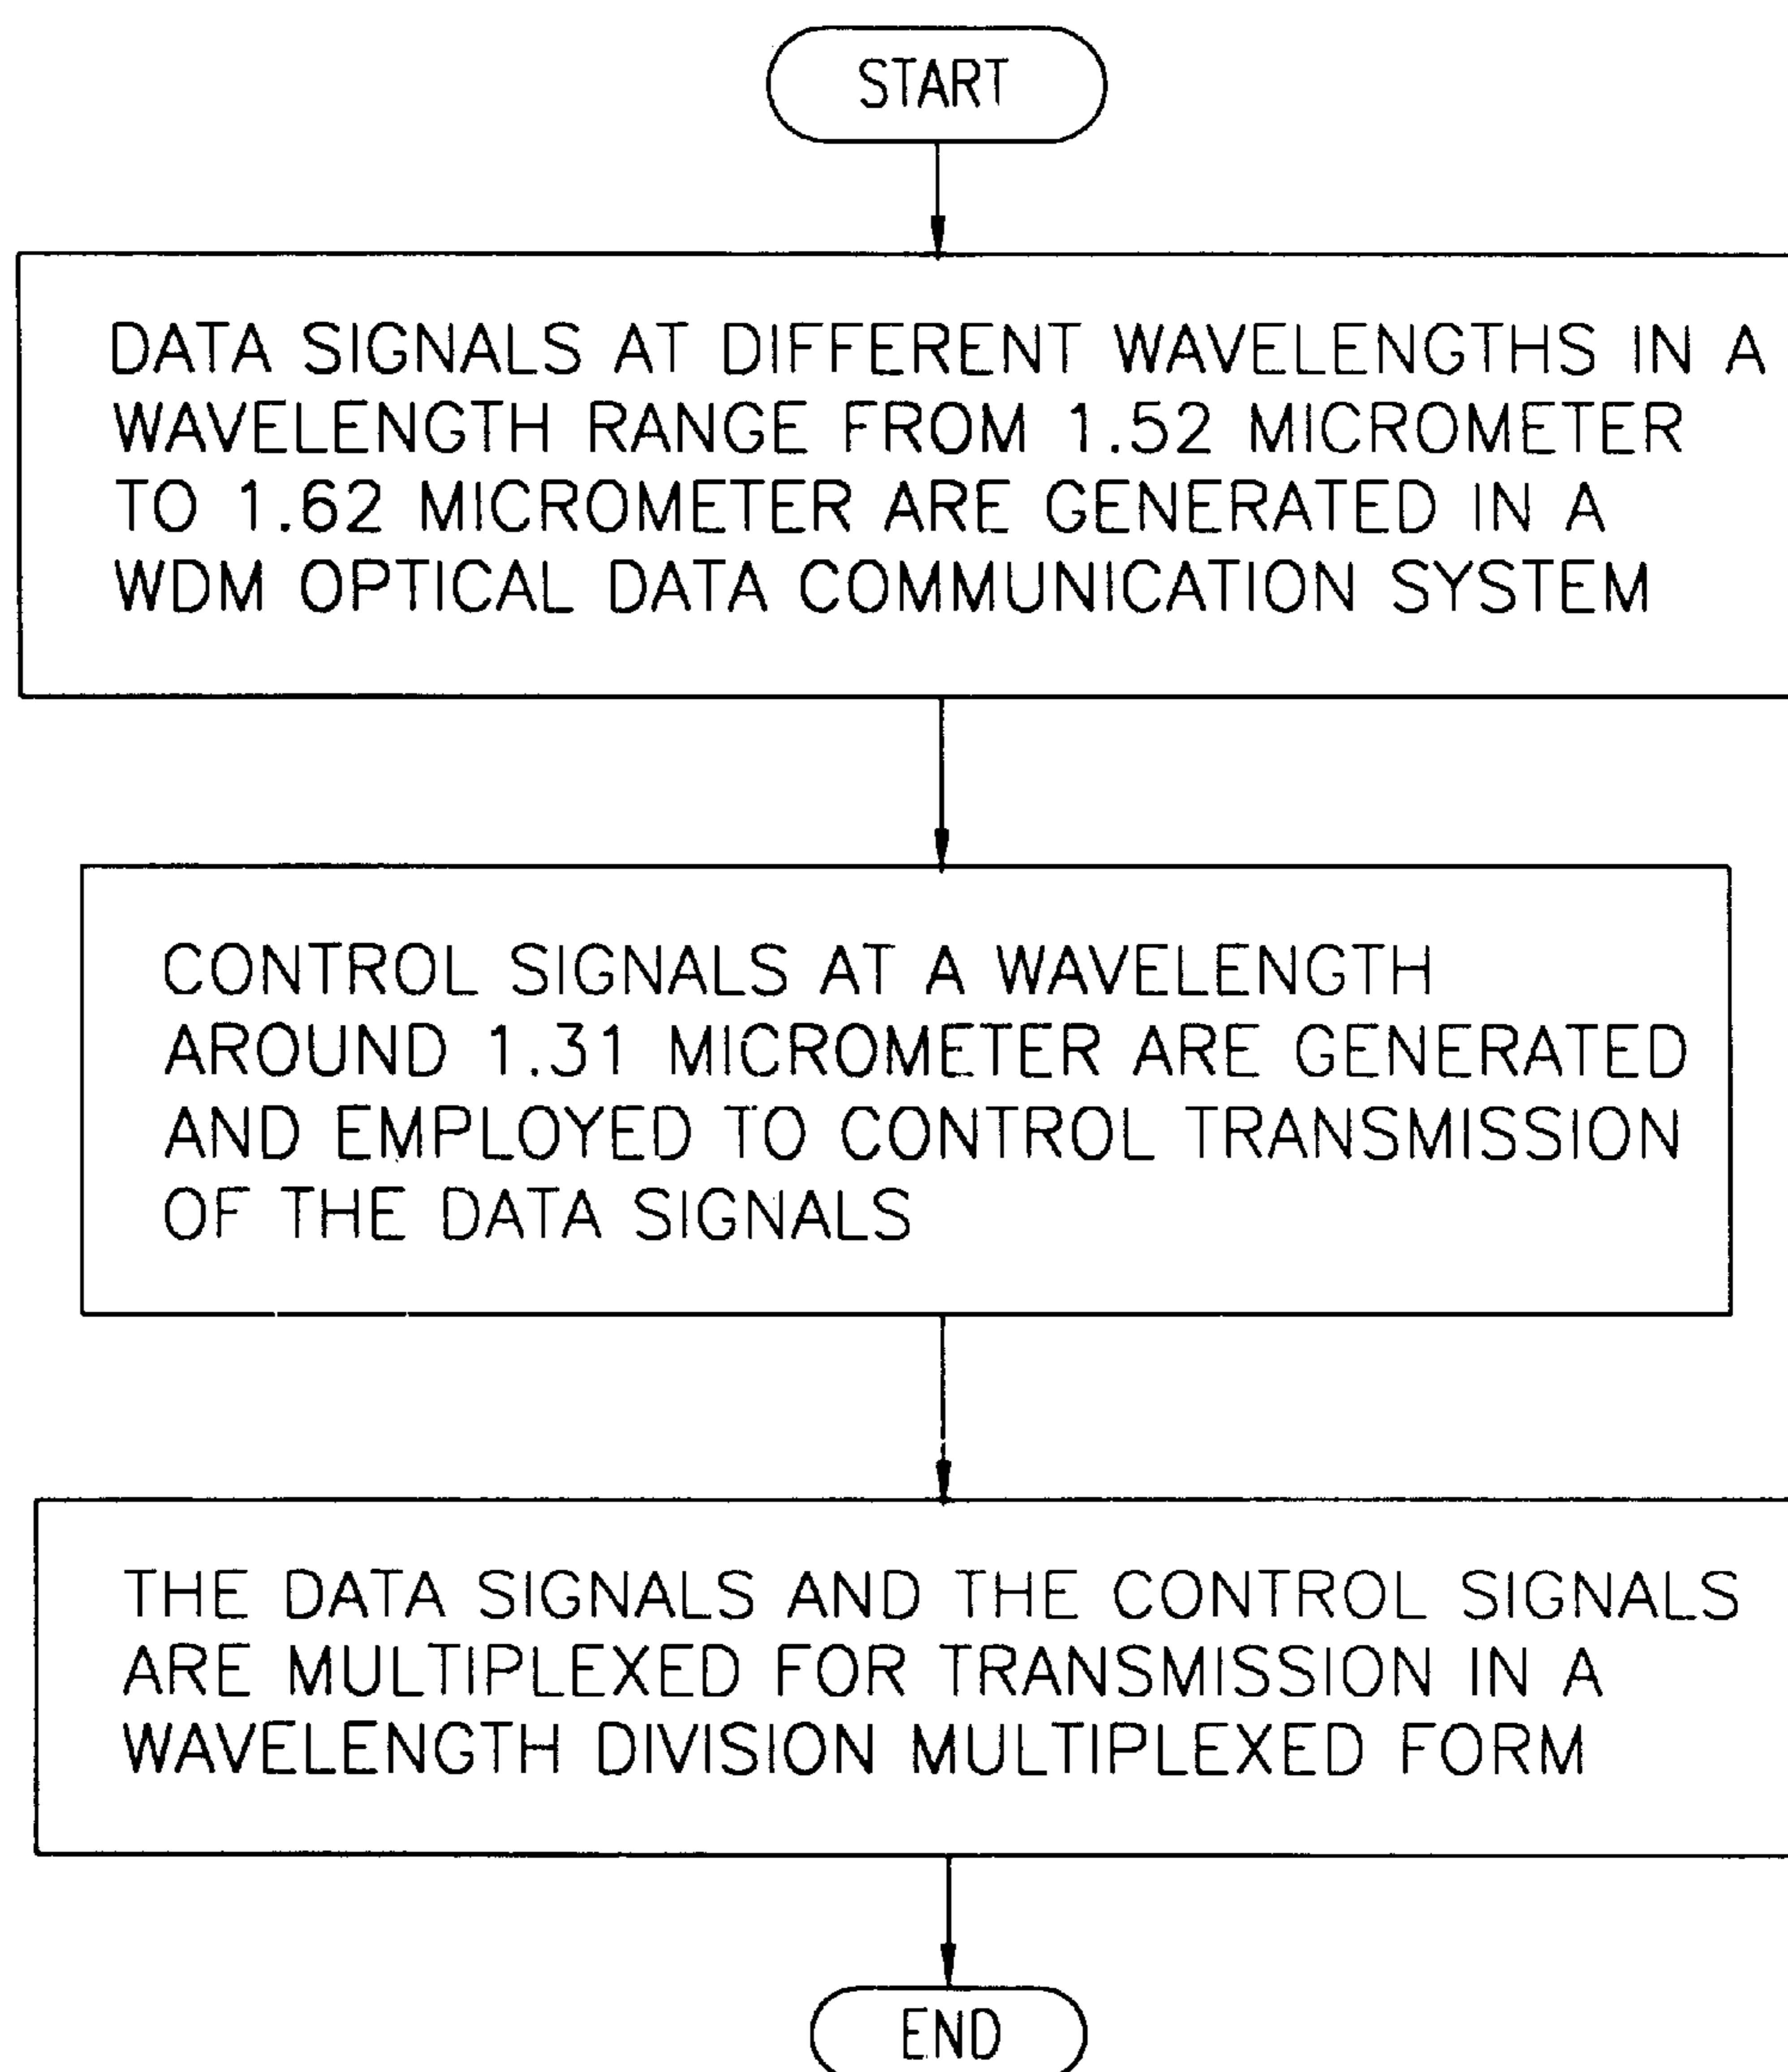 START
DATA SIGNALS AT DIFFERENT WAVELENGTHS IN A
WAVELENGTH RANGE FROM 1.52 MICROMETER
TO 1.62 MICROMETER ARE GENERATED IN A
WDM OPTICAL DATA COMMUNICATION SYSTEM
CONTROL SIGNALS AT A WAVELENGTH
AROUND 1.31 MICROMETER ARE GENERATED
AND EMPLOYED TO CONTROL TRANSMISSION
OF THE DATA SIGNALS
THE DATA SIGNALS AND THE CONTROL SIGNALS
ARE MULTIPLEXED FOR TRANSMISSION IN A
WAVELENGTH DIVISION MULTIPLEXED FORM
END